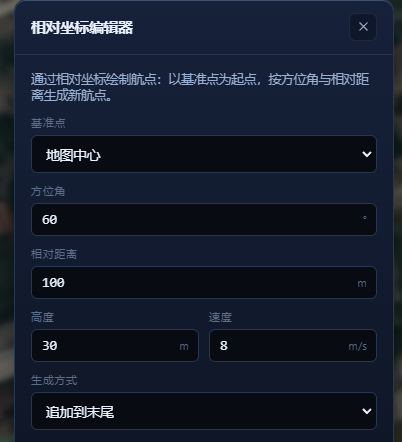 相对坐标编辑器
×
通过相对坐标绘制航点：以基准点为起点，按方位角与相对距
离生成新航点。
基准点
地图中心
方位角
60 °
相对距离
100 m
高度 速度
30 m 8 m/s
生成方式
追加到末尾